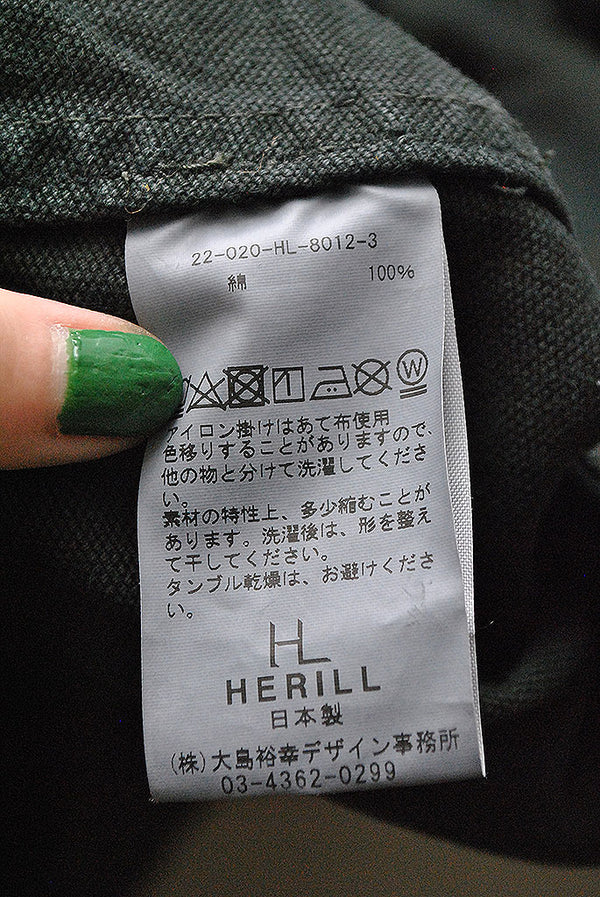 22-020-HL-8012-3
綿 100%
W
アイロン掛けはあて布使用
色移りすることがありますので、
他の物と分けて洗濯してくださ
い。
素材の特性上、多少縮むことが
あります。洗濯後は、形を整え
て干してください。
タンブル乾燥は、お避けくださ
い。
HL
HERILL
日本製
(株)大島裕幸デザイン事務所
03-4362-0299